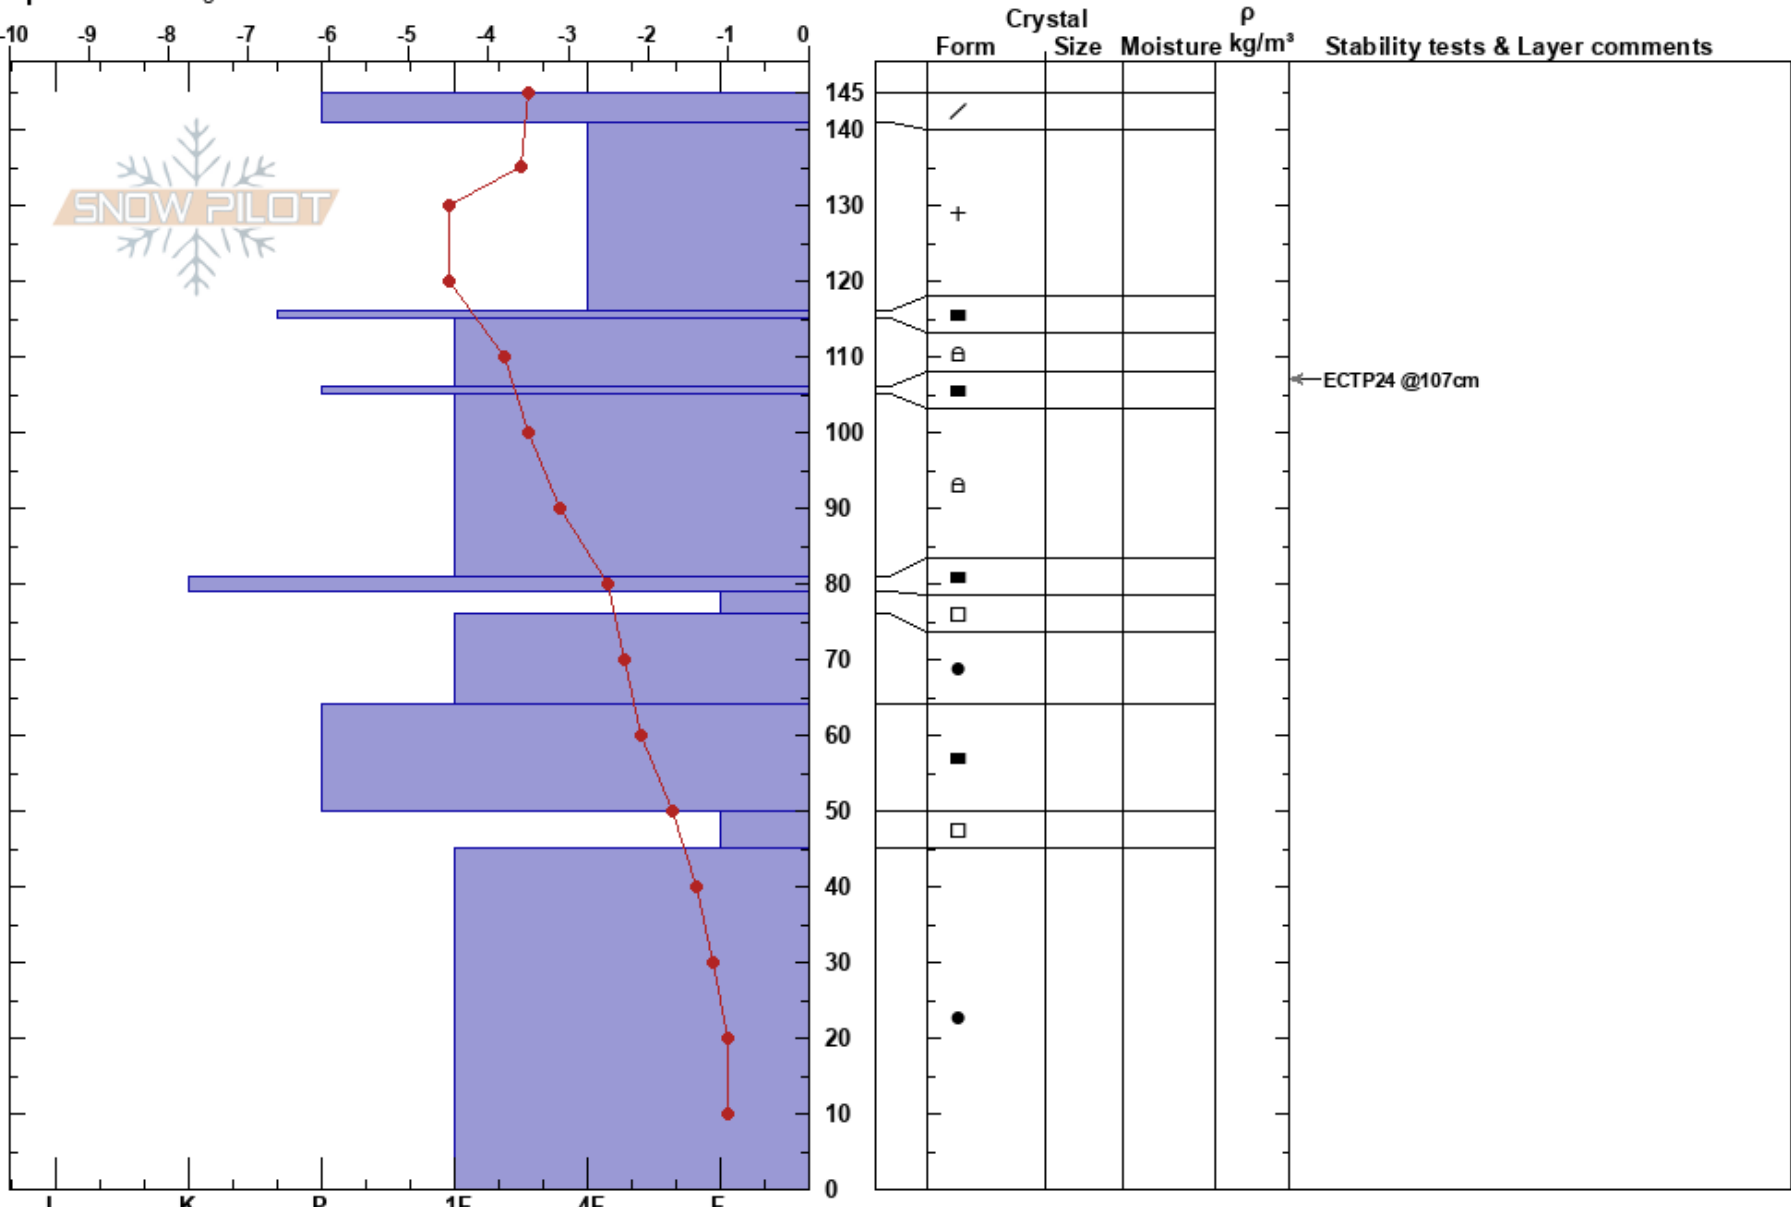 -10 -9 -8 -7 -6 -5 -4 -3 -2 -1 0
Crystal
ρ
Form Size Moisture kg/m³ Stability tests & Layer comments
145
140
SNOW PILOT
130
120
110
ECTP24 @107cm
100
90
80
70
60
50
40
30
20
10
0
I K P 1F 4F F